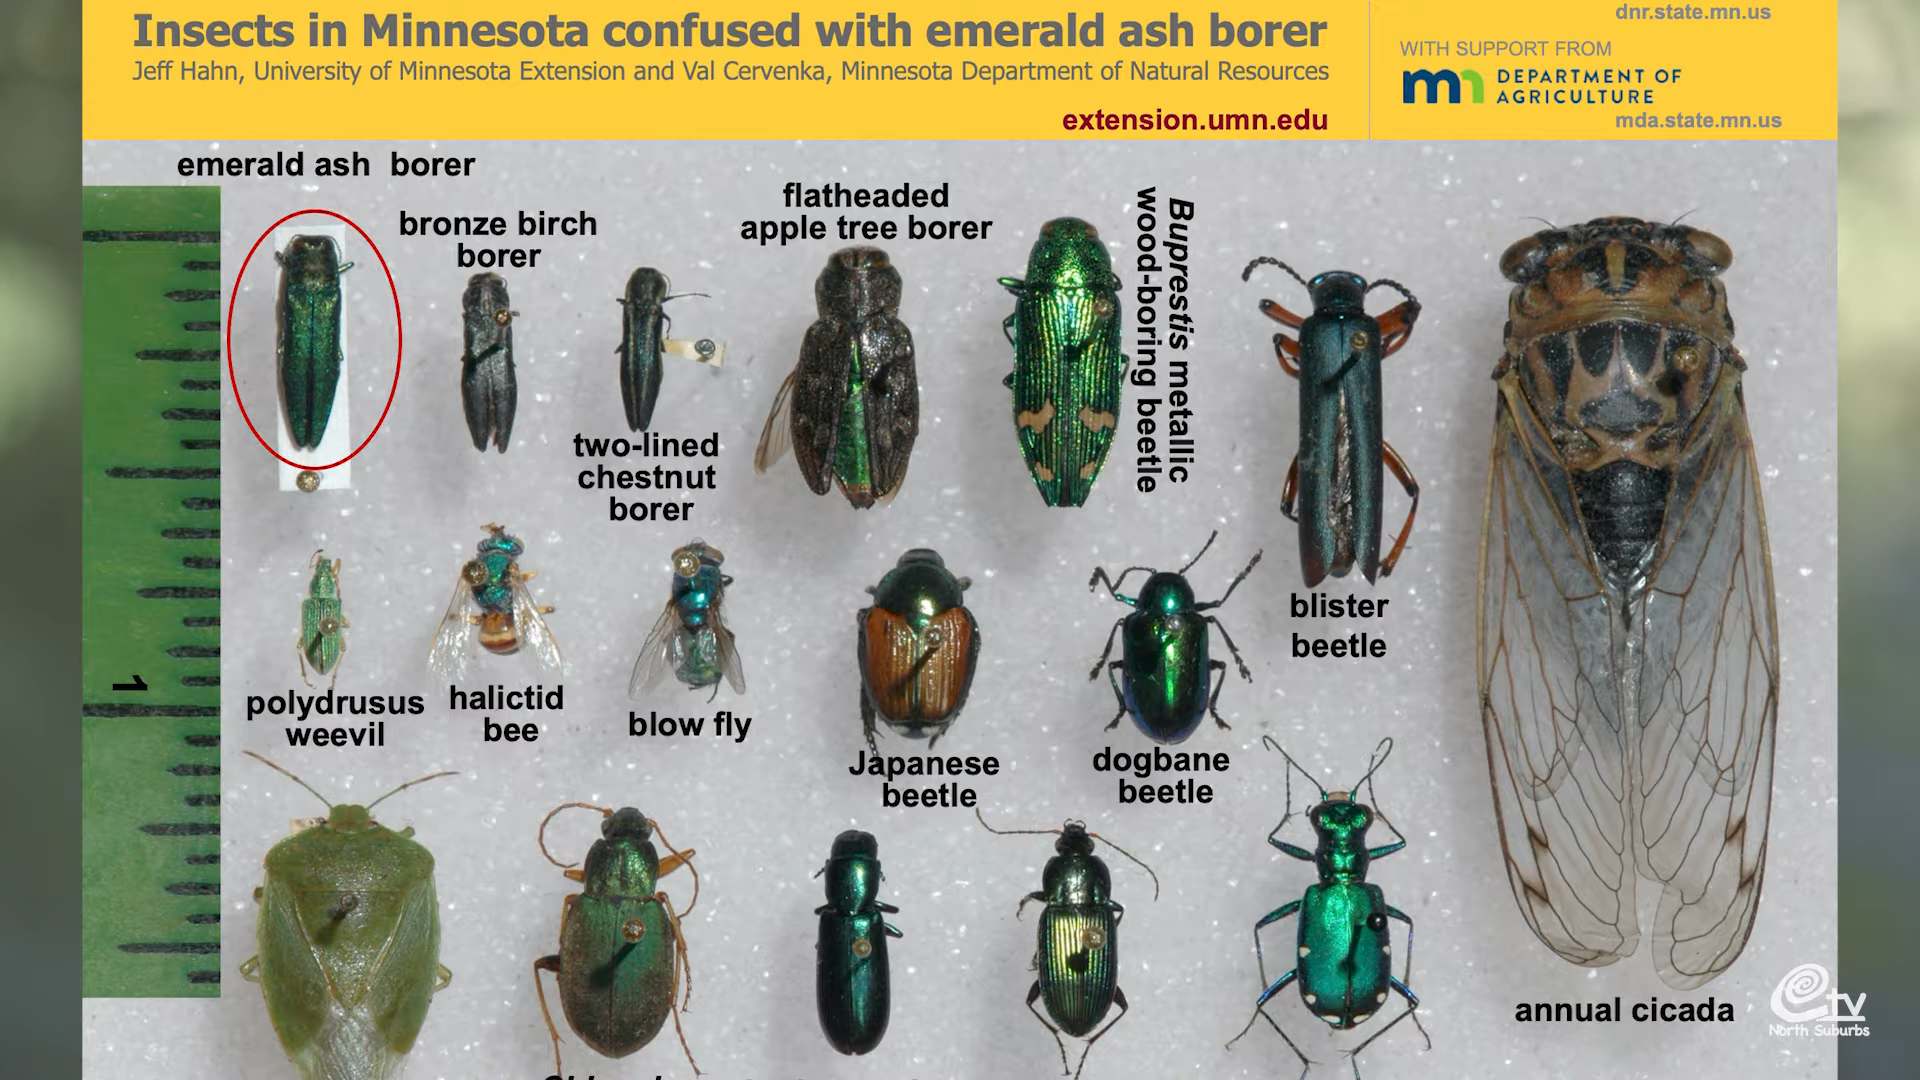 Insects in Minnesota confused with emerald ash borer
Jeff Hahn, University of Minnesota Extension and Val Cervenka, Minnesota Department of Natural Resources
extension.umn.edu
dnr.state.mn.us
WITH SUPPORT FROM
mn DEPARTMENT OF
AGRICULTURE
mda.state.mn.us
emerald ash borer
bronze birch
borer
two-lined
chestnut
borer
flatheaded
apple tree borer
Buprestis metallic
wood-boring beetle
blister
beetle
1
polydrusus
weevil
halictid
bee
blow fly
Japanese
beetle
dogbane
beetle
annual cicada
etv
North Suburbs